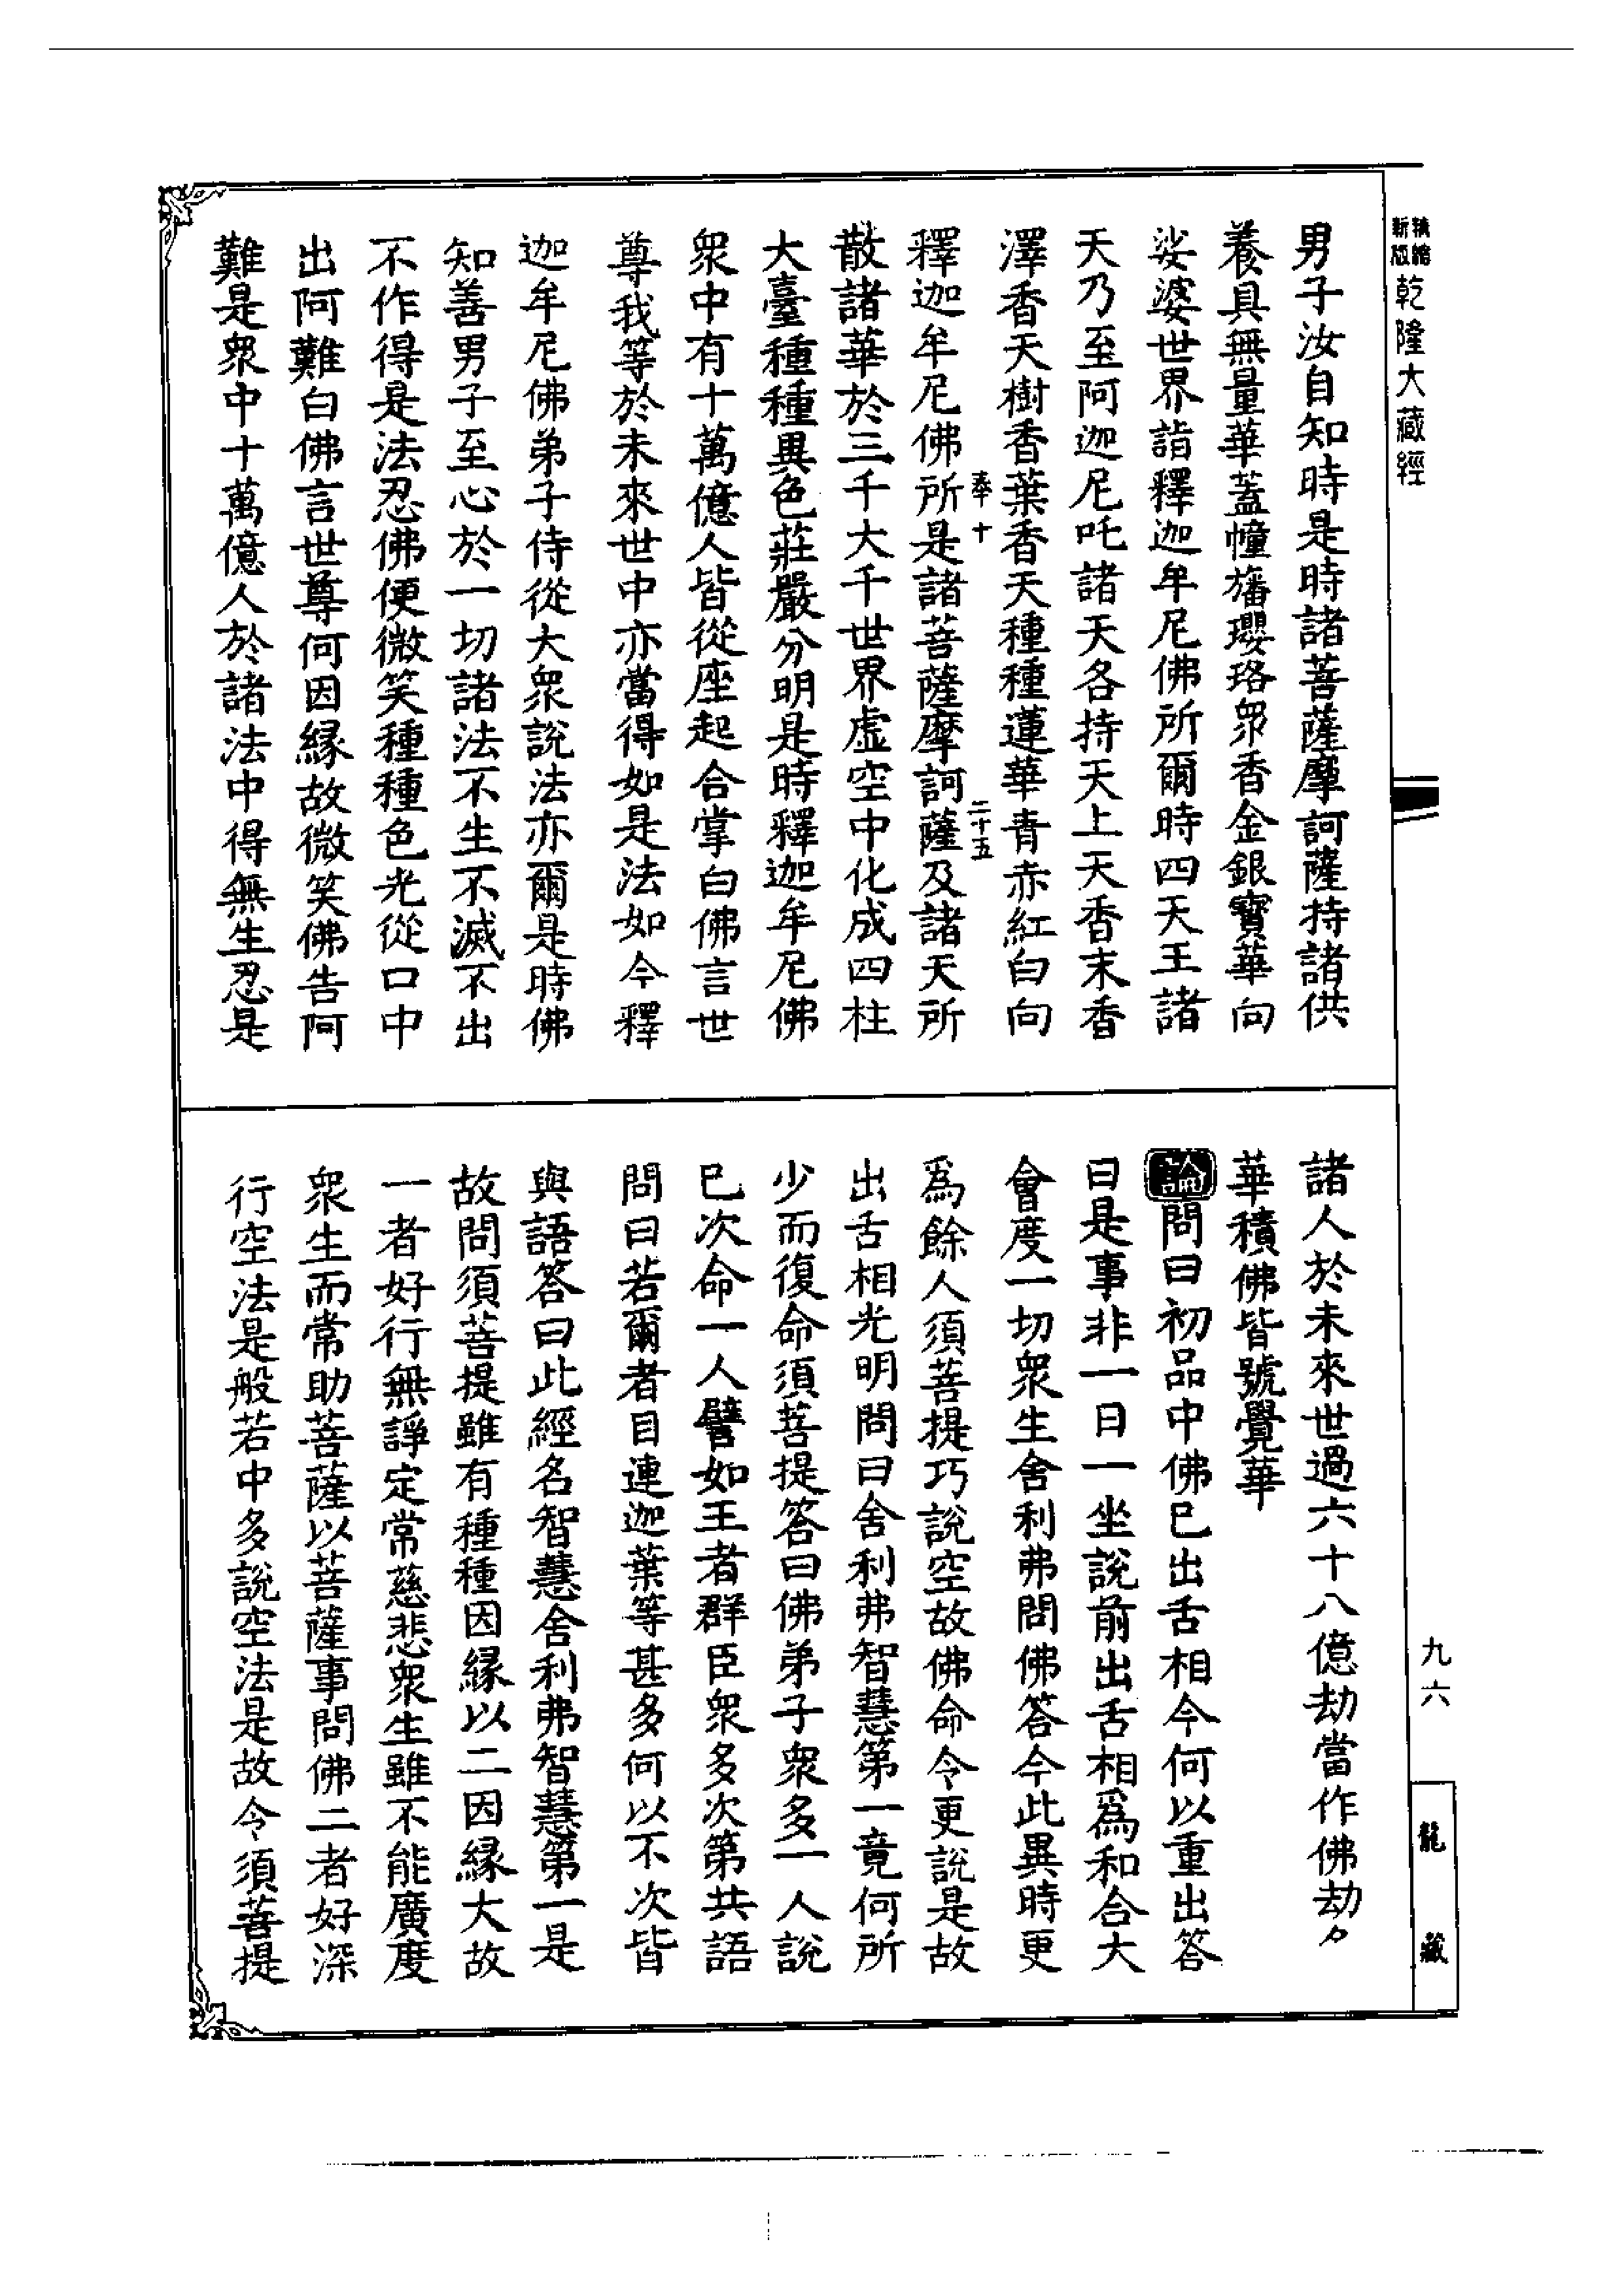 新版精縮乾隆大藏經
男子汝自知時是時諸菩薩摩訶薩持諸供
養具無量華蓋幢旛瓔珞衆香金銀寶華向
娑婆世界詣釋迦牟尼佛所爾時四天王諸
天乃至阿迦尼吒諸天各持天上天香末香
澤香天樹香葉香天種種蓮華青赤紅白向
奉十 二十五
釋迦牟尼佛所是諸菩薩摩訶薩及諸天所
散諸華於三千大千世界虛空中化成四柱
大臺種種異色莊嚴分明是時釋迦牟尼佛
衆中有十萬億人皆從座起合掌白佛言世
尊我等於未來世中亦當得如是法如今釋
迦牟尼佛弟子侍從大衆說法亦爾是時佛
知善男子至心於一切諸法不生不滅不出
不作得是法忍佛便微笑種種色光從口中
出阿難白佛言世尊何因緣故微笑佛告阿
難是衆中十萬億人於諸法中得無生忍是
諸人於未來世過六十八億劫當作佛劫夕
華積佛皆號覺華
論問曰初品中佛已出舌相今何以重出答
曰是事非一日一坐說前出舌相爲和合大
會度一切衆生舍利弗問佛答今此異時更
爲餘人須菩提巧說空故佛命令更說是故
出舌相光明問曰舍利弗智慧第一竟何所
少而復命須菩提答曰佛弟子衆多一人說
已次命一人譬如王者群臣衆多次第共語
問曰若爾者目連迦葉等甚多何以不次皆
與語答曰此經名智慧舍利弗智慧第一是
故問須菩提雖有種種因緣以二因緣大故
一者好行無諍定常慈悲衆生雖不能廣度
衆生而常助菩薩以菩薩事問佛二者好深
行空法是般若中多說空法是故令須菩提
九六
龍藏